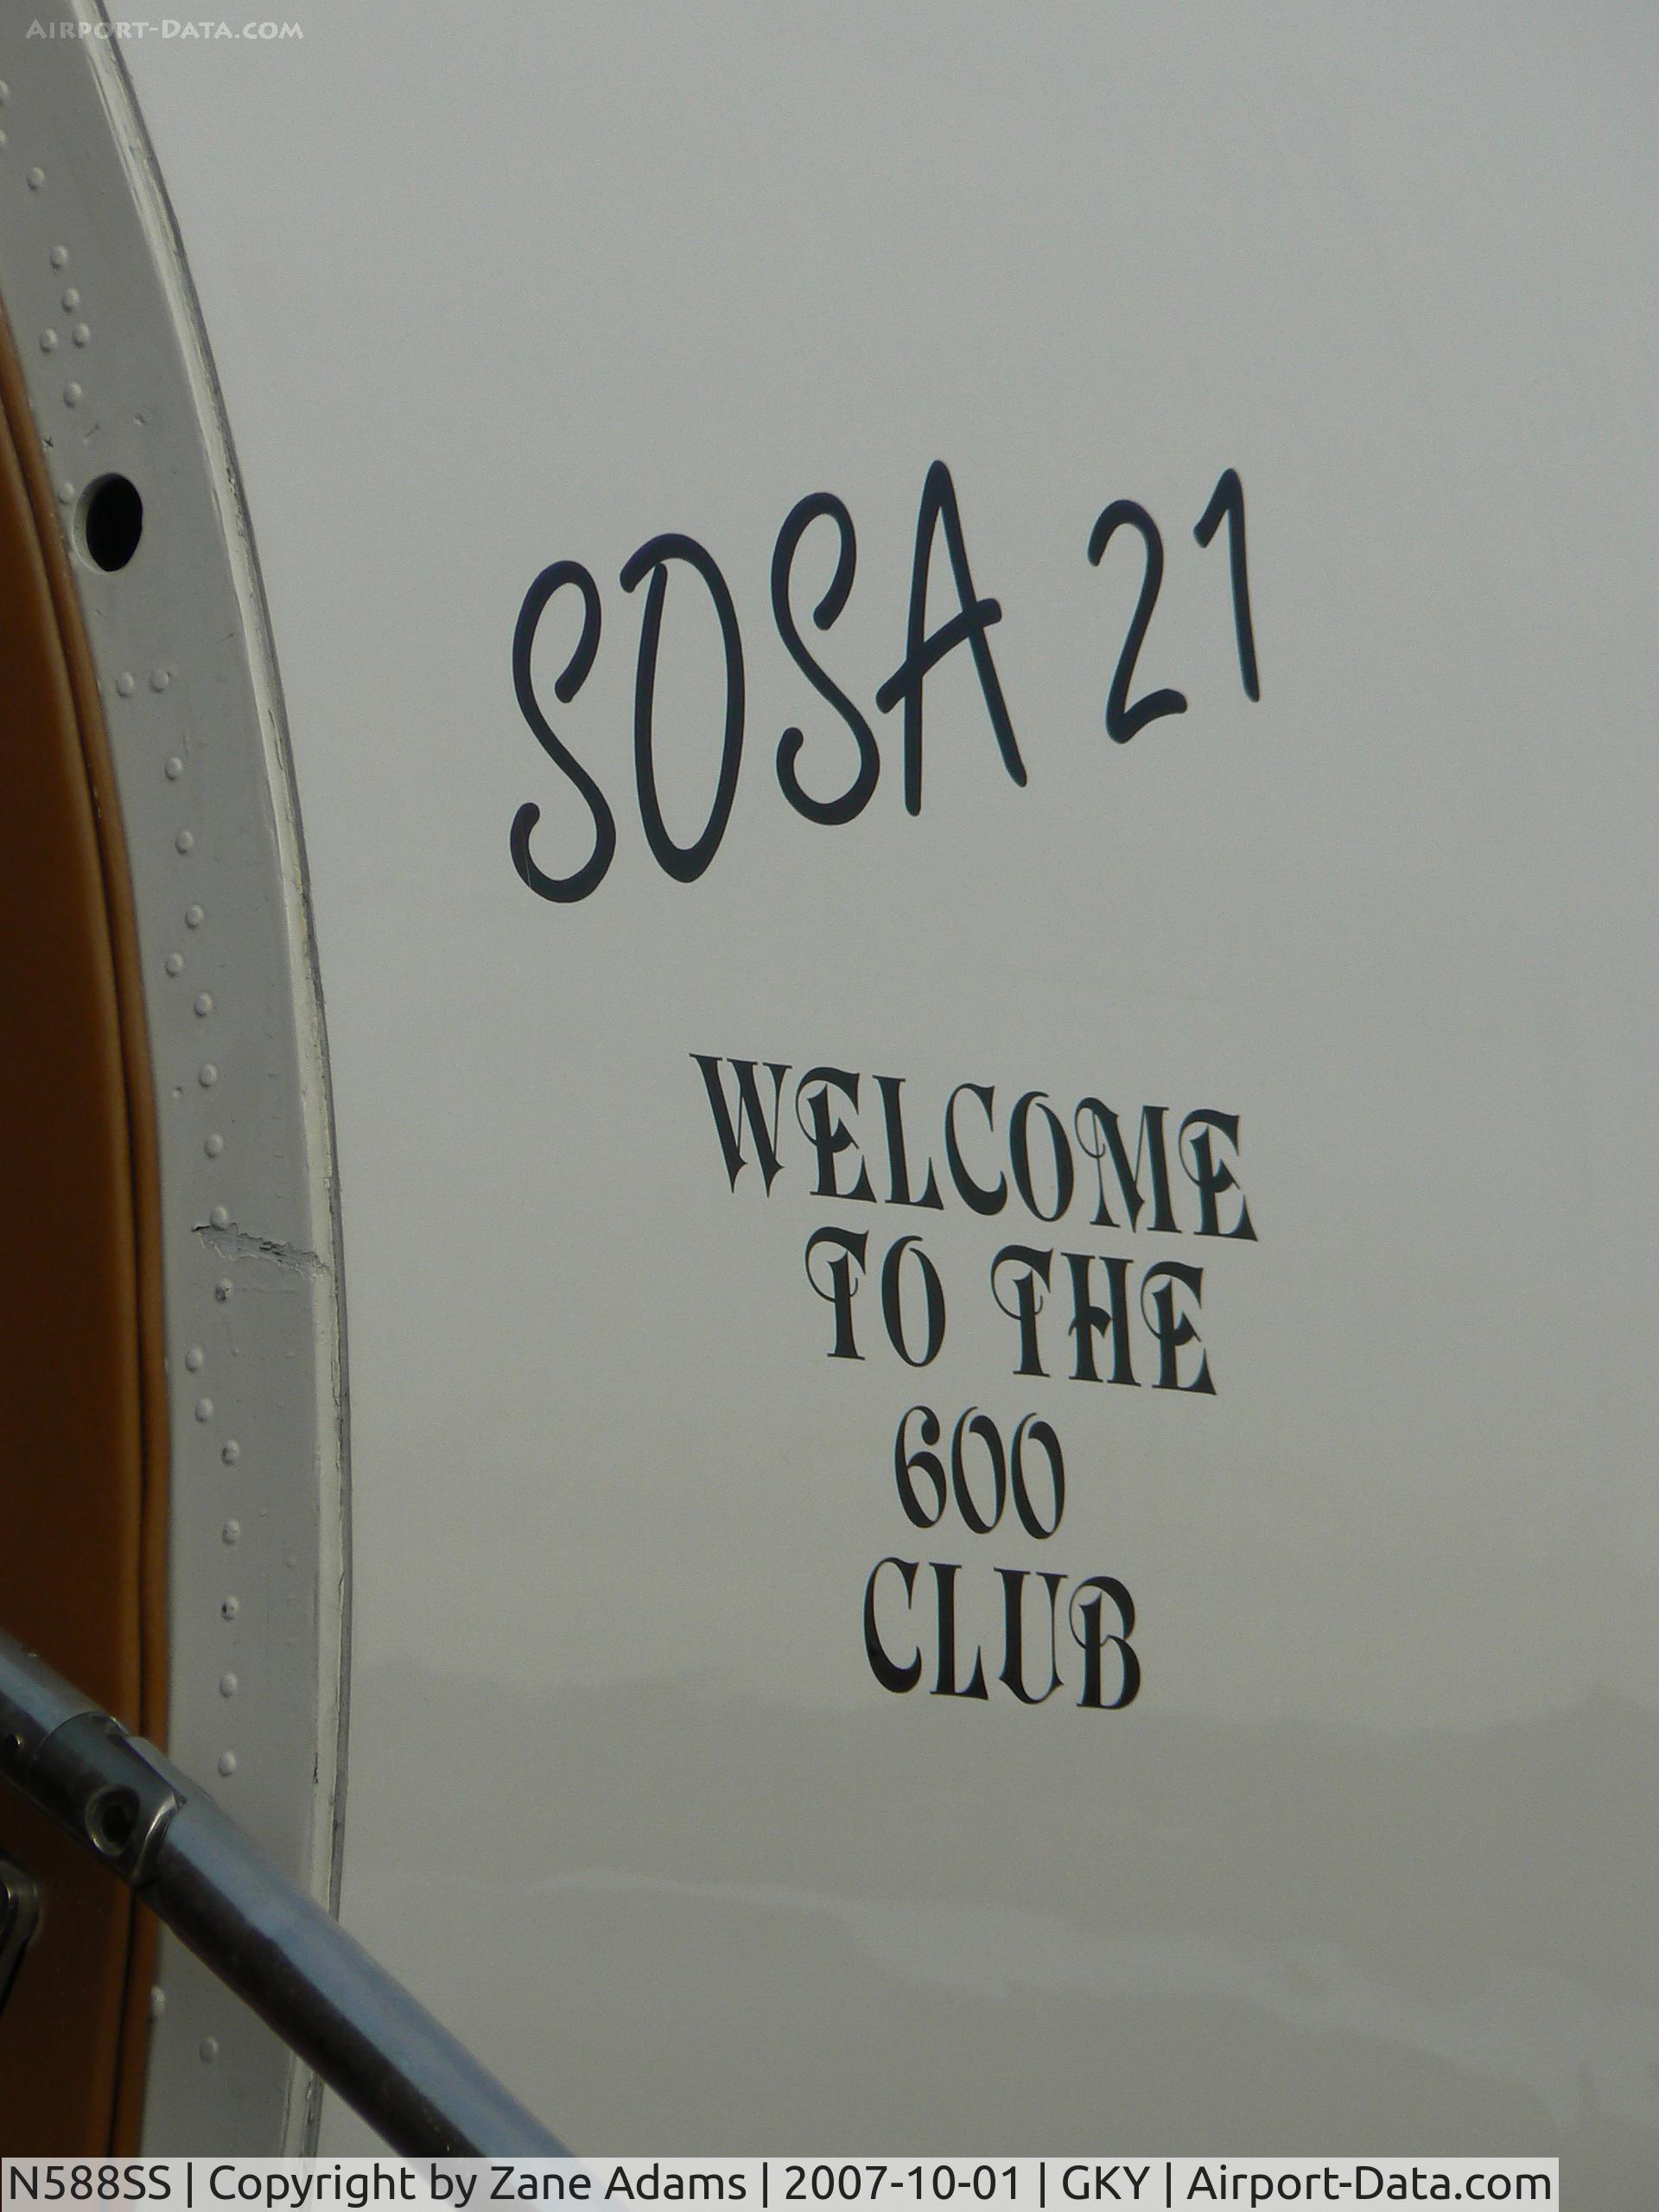 AIRPORT-DATA.COM
SOSA 21
WELCOME
TO THE
600
CLUB
N588SS | Copyright by Zane Adams | 2007-10-01 | GKY | Airport-Data.com